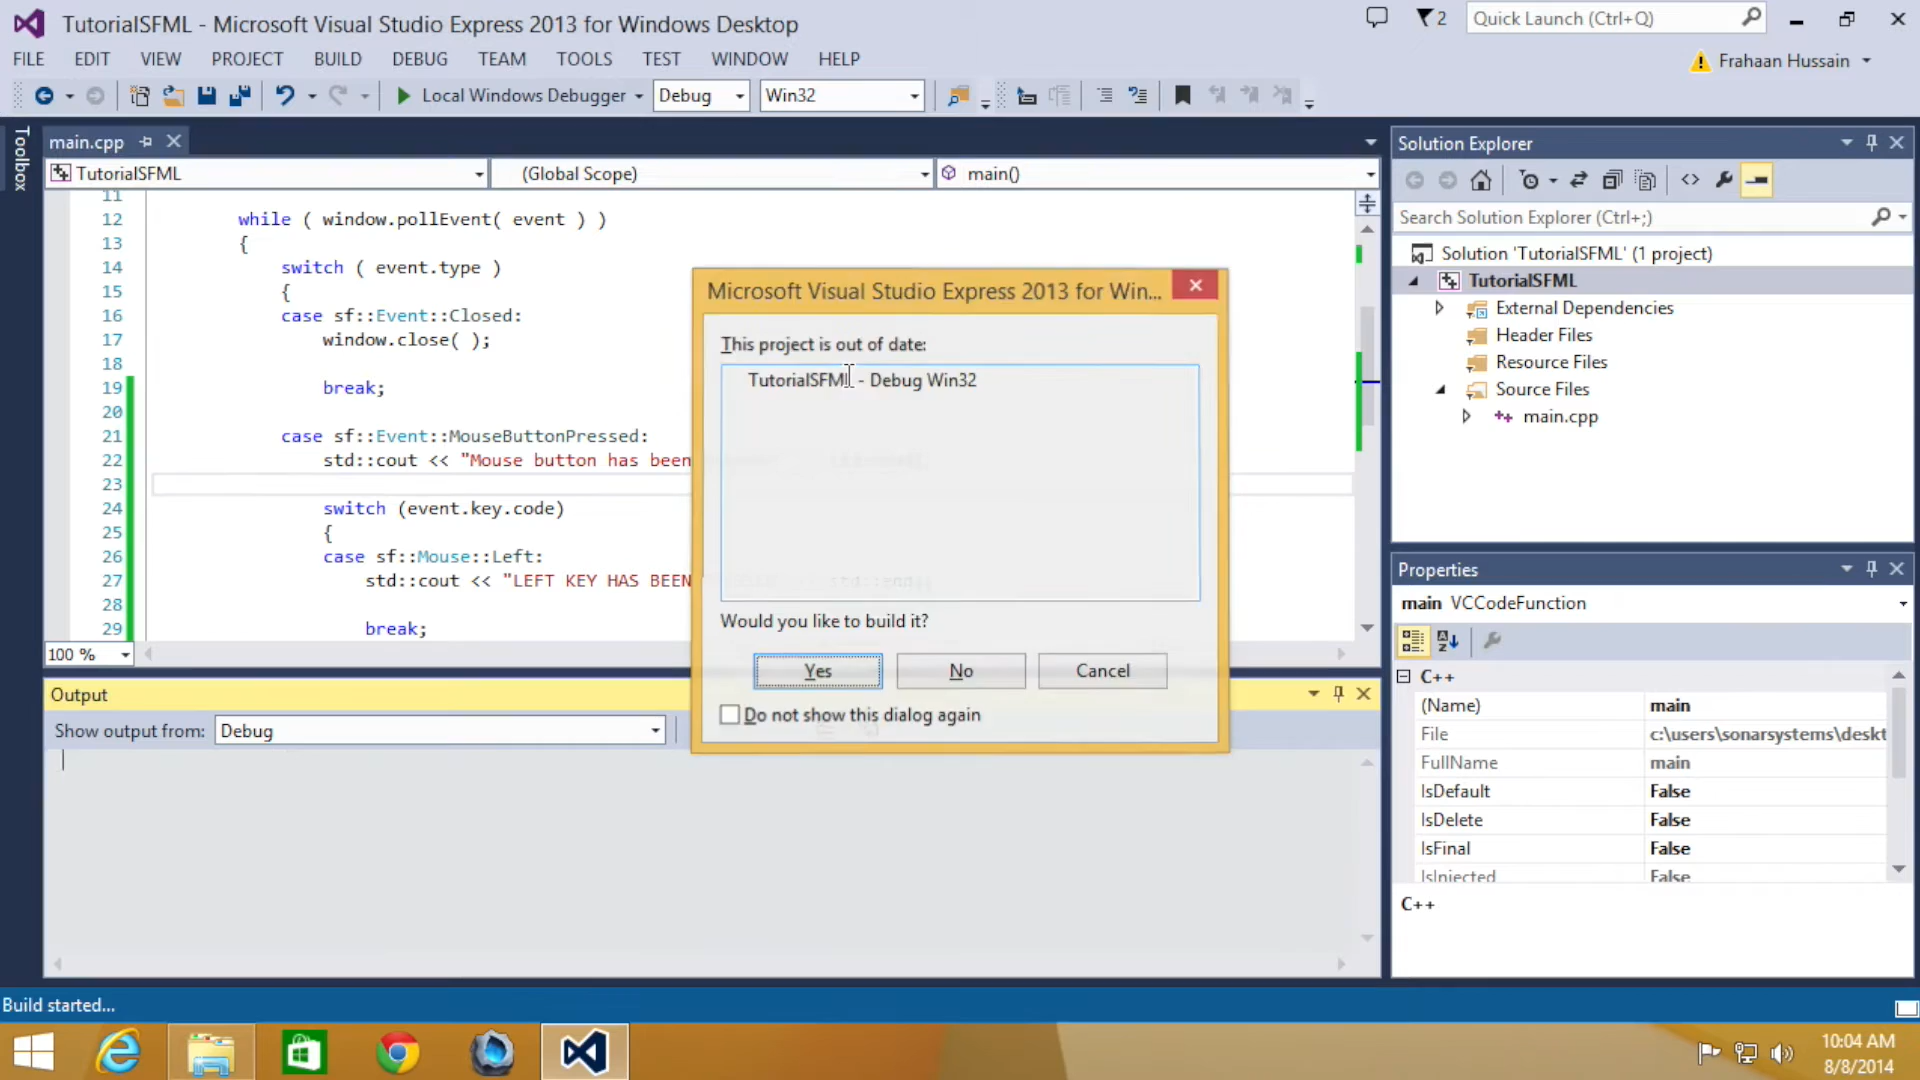 TutorialSFML - Microsoft Visual Studio Express 2013 for Windows Desktop
2
Quick Launch (Ctrl+Q)
FILE EDIT VIEW PROJECT BUILD DEBUG TEAM TOOLS TEST WINDOW HELP
Frahaan Hussain
Local Windows Debugger
Debug
Win32
Toolbox
main.cpp
TutorialSFML
(Global Scope)
main()
11
12 while ( window.pollEvent( event ) )
13 {
14 switch ( event.type )
15 {
16 case sf::Event::Closed:
17 window.close( );
18
19 break;
20
21 case sf::Event::MouseButtonPressed:
22 std::cout << "Mouse button has been
23
24 switch (event.key.code)
25 {
26 case sf::Mouse::Left:
27 std::cout << "LEFT KEY HAS BEEN
28
29 break;
100 %
Microsoft Visual Studio Express 2013 for Win...
This project is out of date:
TutorialSFML - Debug Win32
Would you like to build it?
Yes
No
Cancel
Do not show this dialog again
Output
Show output from: Debug
Solution Explorer
Search Solution Explorer (Ctrl+;)
Solution 'TutorialSFML' (1 project)
TutorialSFML
External Dependencies
Header Files
Resource Files
Source Files
main.cpp
Properties
main VCCodeFunction
C++
(Name) main
File c:\users\sonarsystems\deskt
FullName main
IsDefault False
IsDelete False
IsFinal False
IsInjected False
C++
Build started...
10:04 AM
8/8/2014